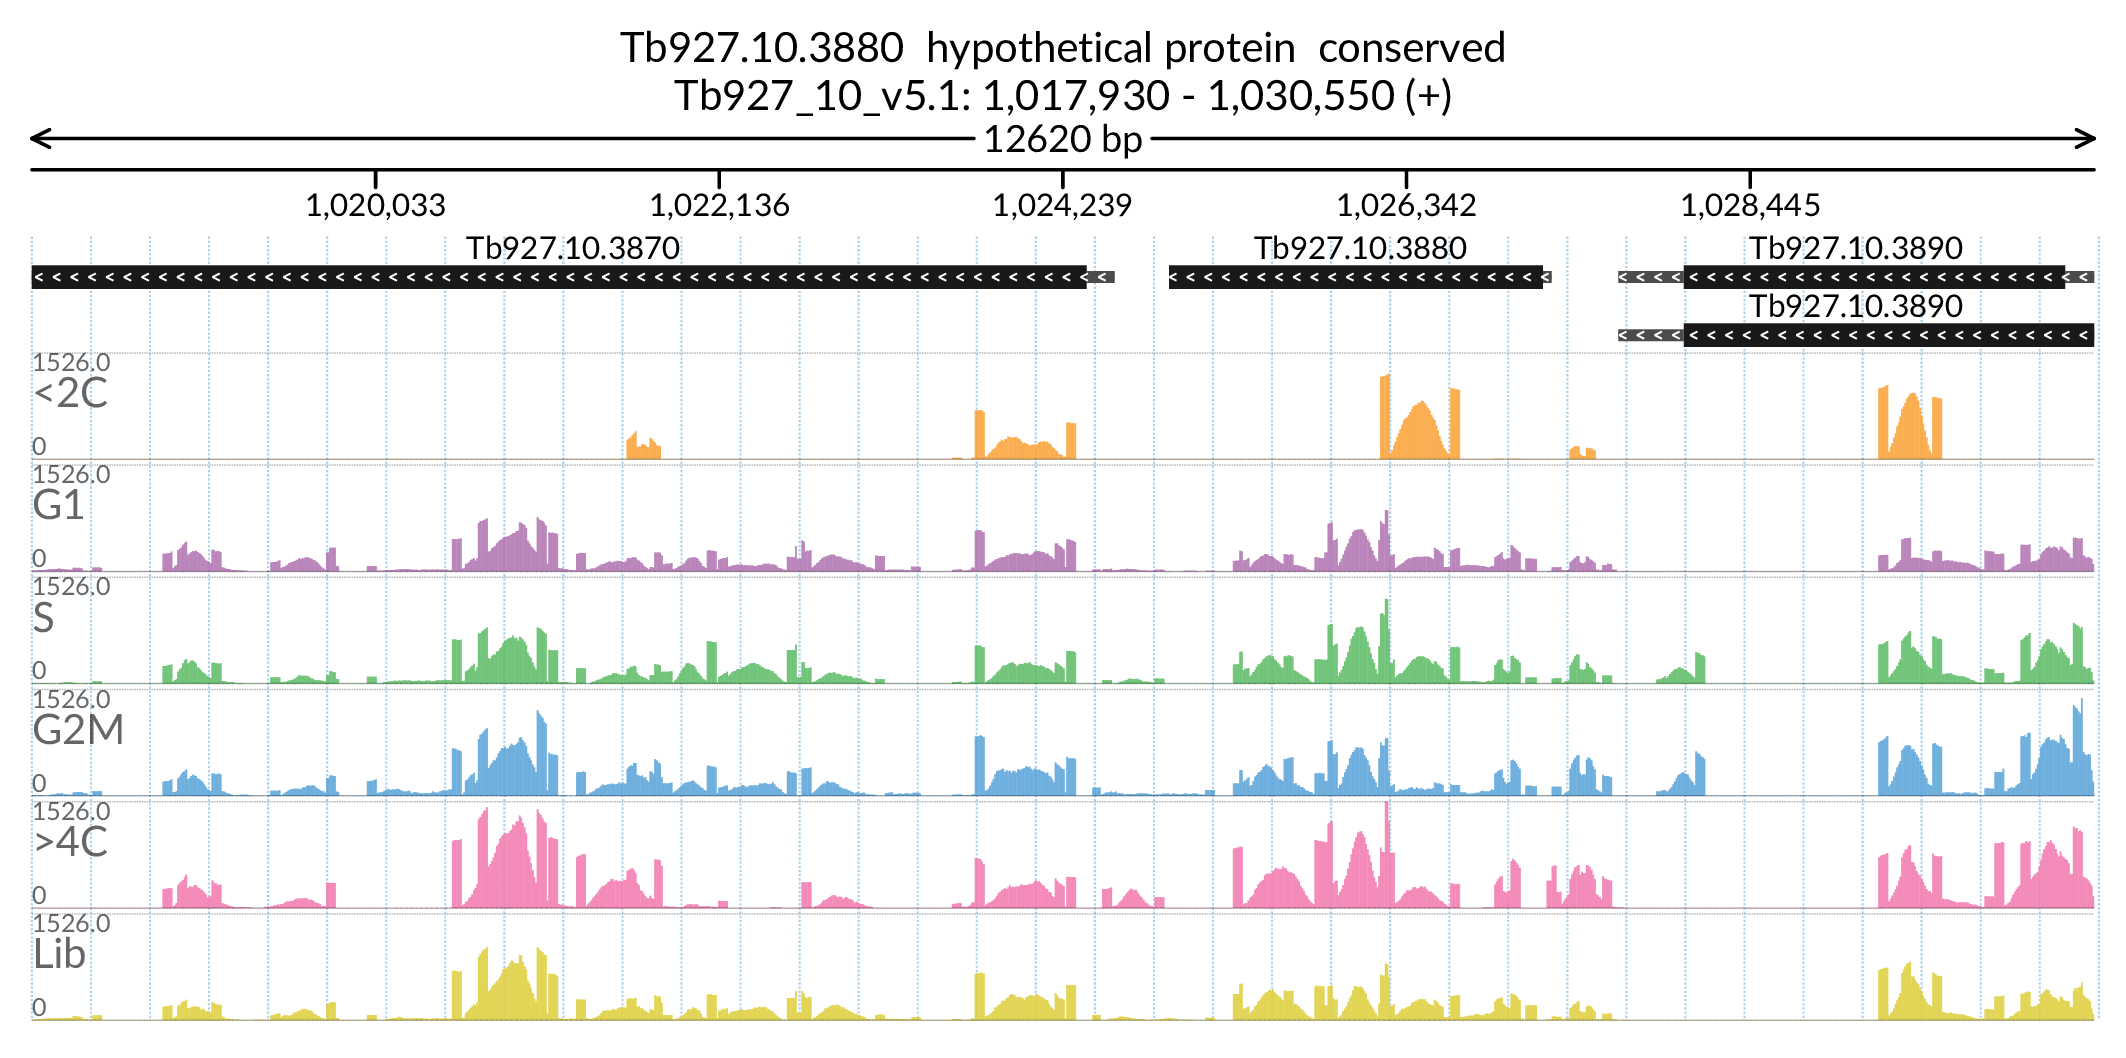 Tb927.10.3880 hypothetical protein conserved
Tb927_10_v5.1: 1,017,930 - 1,030,550 (+)
12620 bp
1,020,033 1,022,136 1,024,239 1,026,342 1,028,445
Tb927.10.3870 Tb927.10.3880 Tb927.10.3890
Tb927.10.3890
1526.0
<2C
0
1526.0
G1
0
1526.0
S
0
1526.0
G2M
0
1526.0
>4C
0
1526.0
Lib
0